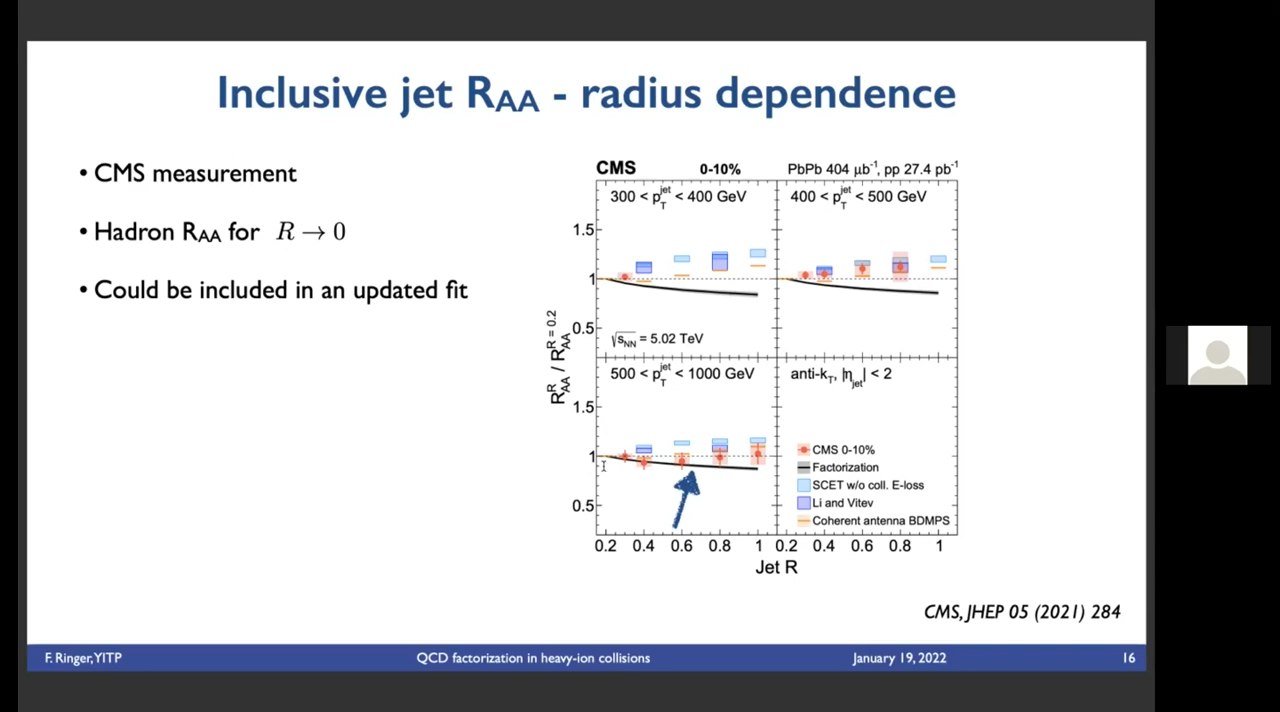 Inclusive jet RAA - radius dependence
• CMS measurement
• Hadron RAA for R → 0
• Could be included in an updated fit
CMS 0-10% PbPb 404 μb⁻¹, pp 27.4 pb⁻¹
300 < p_T^jet < 400 GeV
400 < p_T^jet < 500 GeV
1.5
1
0.5
√s_NN = 5.02 TeV
R_AA^R / R_AA^R = 0.2
500 < p_T^jet < 1000 GeV
anti-k_T, |η_jet| < 2
1.5
1
0.5
CMS 0-10%
Factorization
SCET w/o coll. E-loss
Li and Vitev
Coherent antenna BDMPS
0.2 0.4 0.6 0.8 1 0.2 0.4 0.6 0.8 1
Jet R
CMS, JHEP 05 (2021) 284
F. Ringer, YITP QCD factorization in heavy-ion collisions January 19, 2022 16